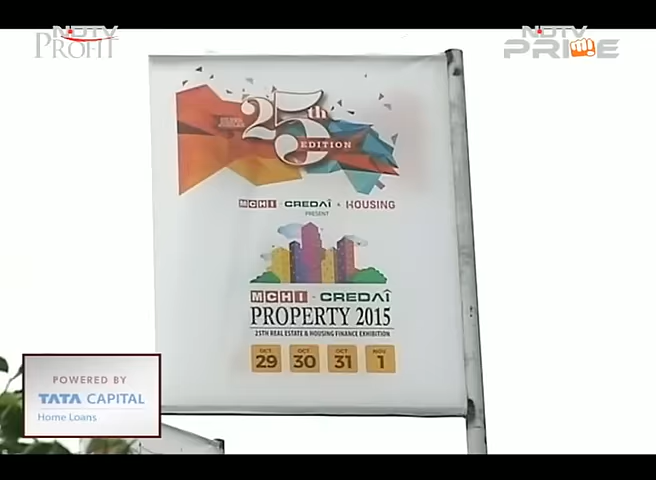 NDTV
PROFIT
NDTV
PRIME
25th
EDITION
MCHI - CREDAI & HOUSING
PRESENT
MCHI - CREDAI
PROPERTY 2015
25TH REAL ESTATE & HOUSING FINANCE EXHIBITION
OCT 29 OCT 30 OCT 31 NOV 1
POWERED BY
TATA CAPITAL
Home Loans